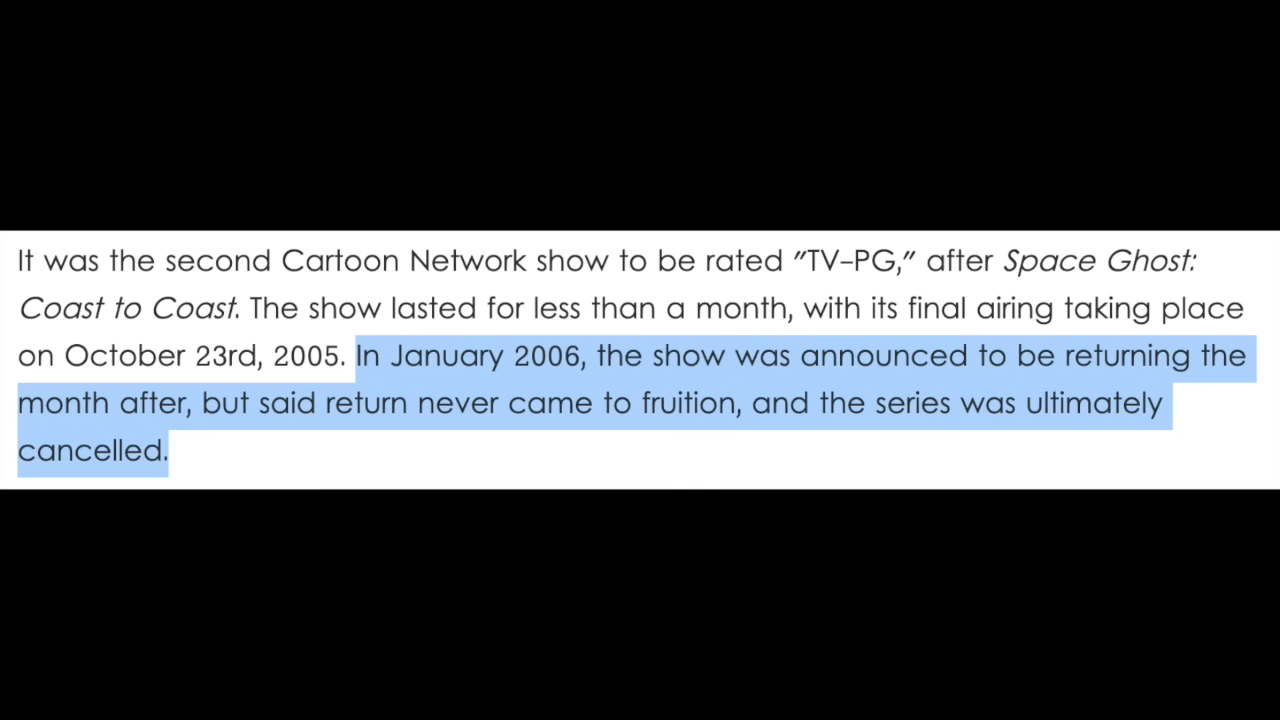 It was the second Cartoon Network show to be rated "TV-PG," after Space Ghost:
Coast to Coast. The show lasted for less than a month, with its final airing taking place
on October 23rd, 2005. In January 2006, the show was announced to be returning the
month after, but said return never came to fruition, and the series was ultimately
cancelled.